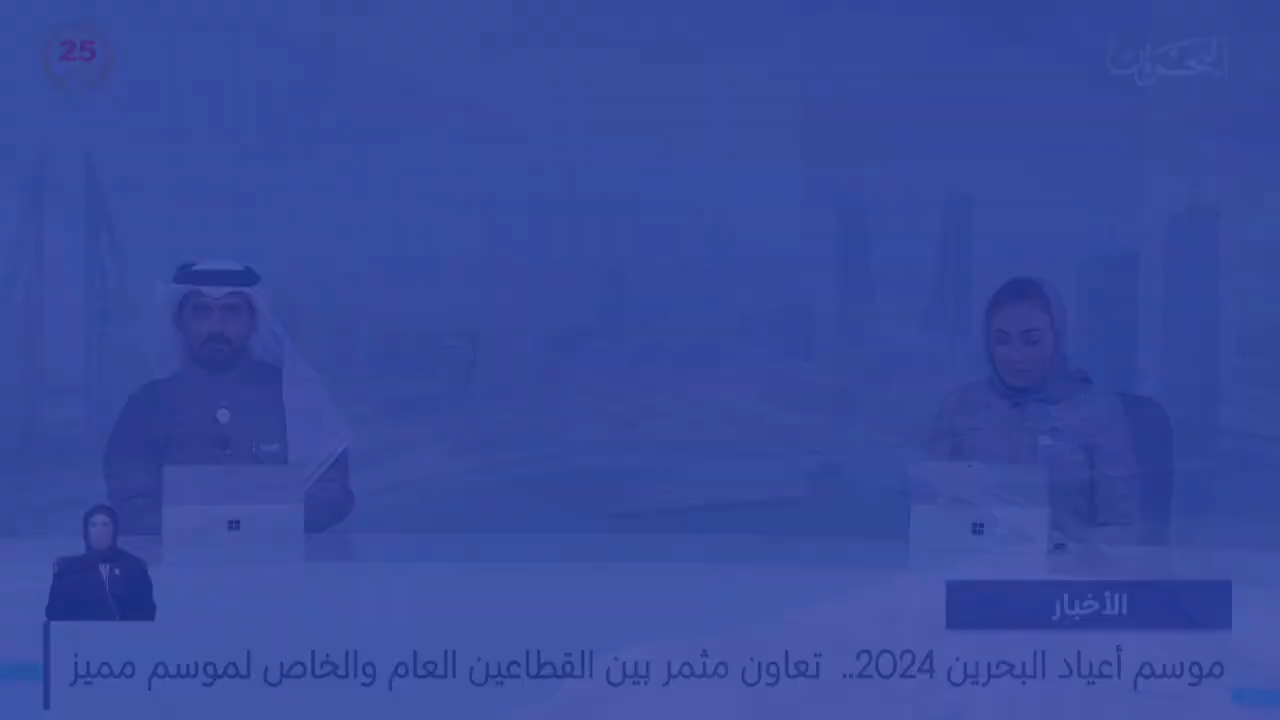 25
البحرين
الأخبار
موسم أعياد البحرين 2024.. تعاون مثمر بين القطاعين العام والخاص لموسم مميز